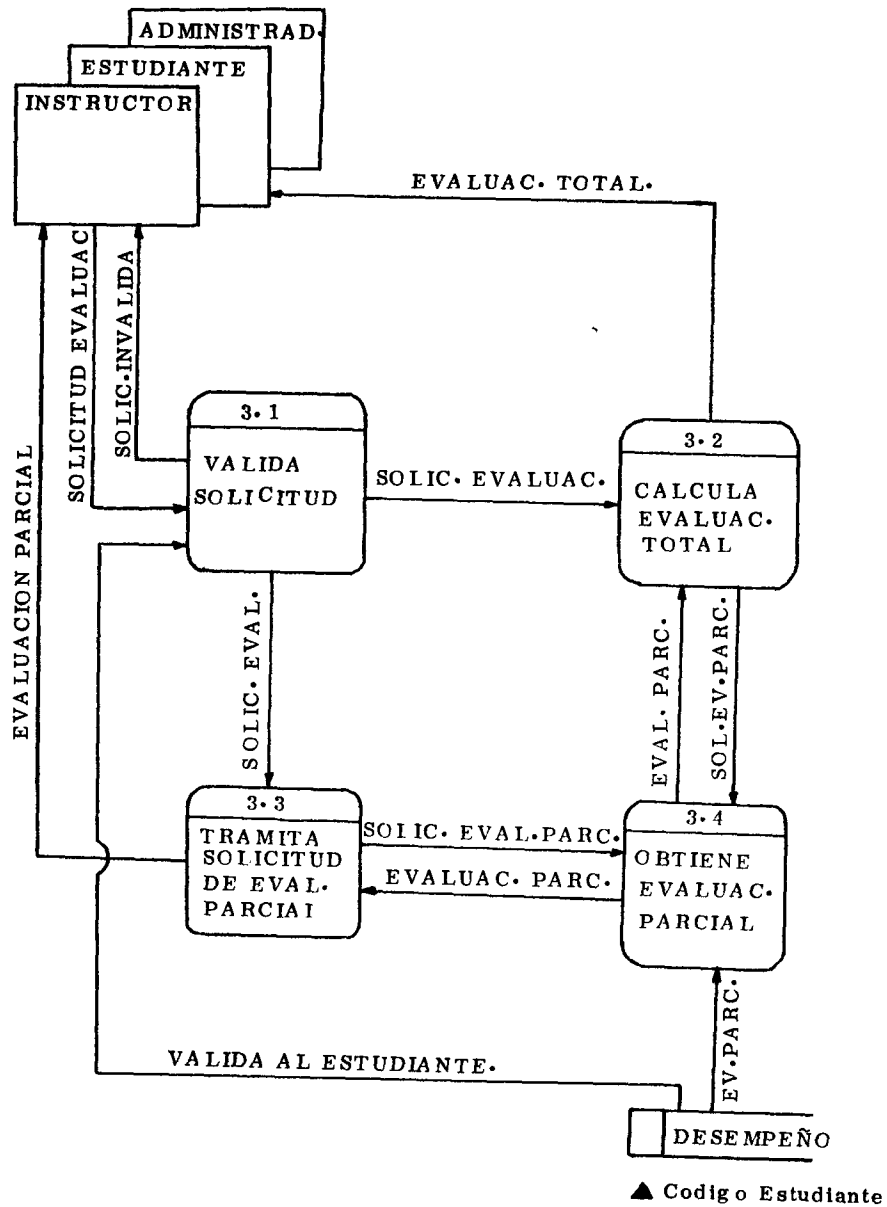 ADMINISTRAD.
ESTUDIANTE
INSTRUCTOR
EVALUAC. TOTAL.
SOLICITUD EVALUAC
SOLIC.INVALIDA
EVALUACION PARCIAL
3.1
VALIDA
SOLICITUD
SOLIC. EVALUAC.
3.2
CALCULA
EVALUAC.
TOTAL
SOLIC. EVAL.
EVAL. PARC.
SOL.EV.PARC.
3.3
TRAMITA
SOLICITUD
DE EVAL.
PARCIAI
SOLIC. EVAL.PARC.
EVALUAC. PARC.
3.4
OBTIENE
EVALUAC.
PARCIAL
EV.PARC.
VALIDA AL ESTUDIANTE.
DESEMPEÑO
▲ Codigo Estudiante